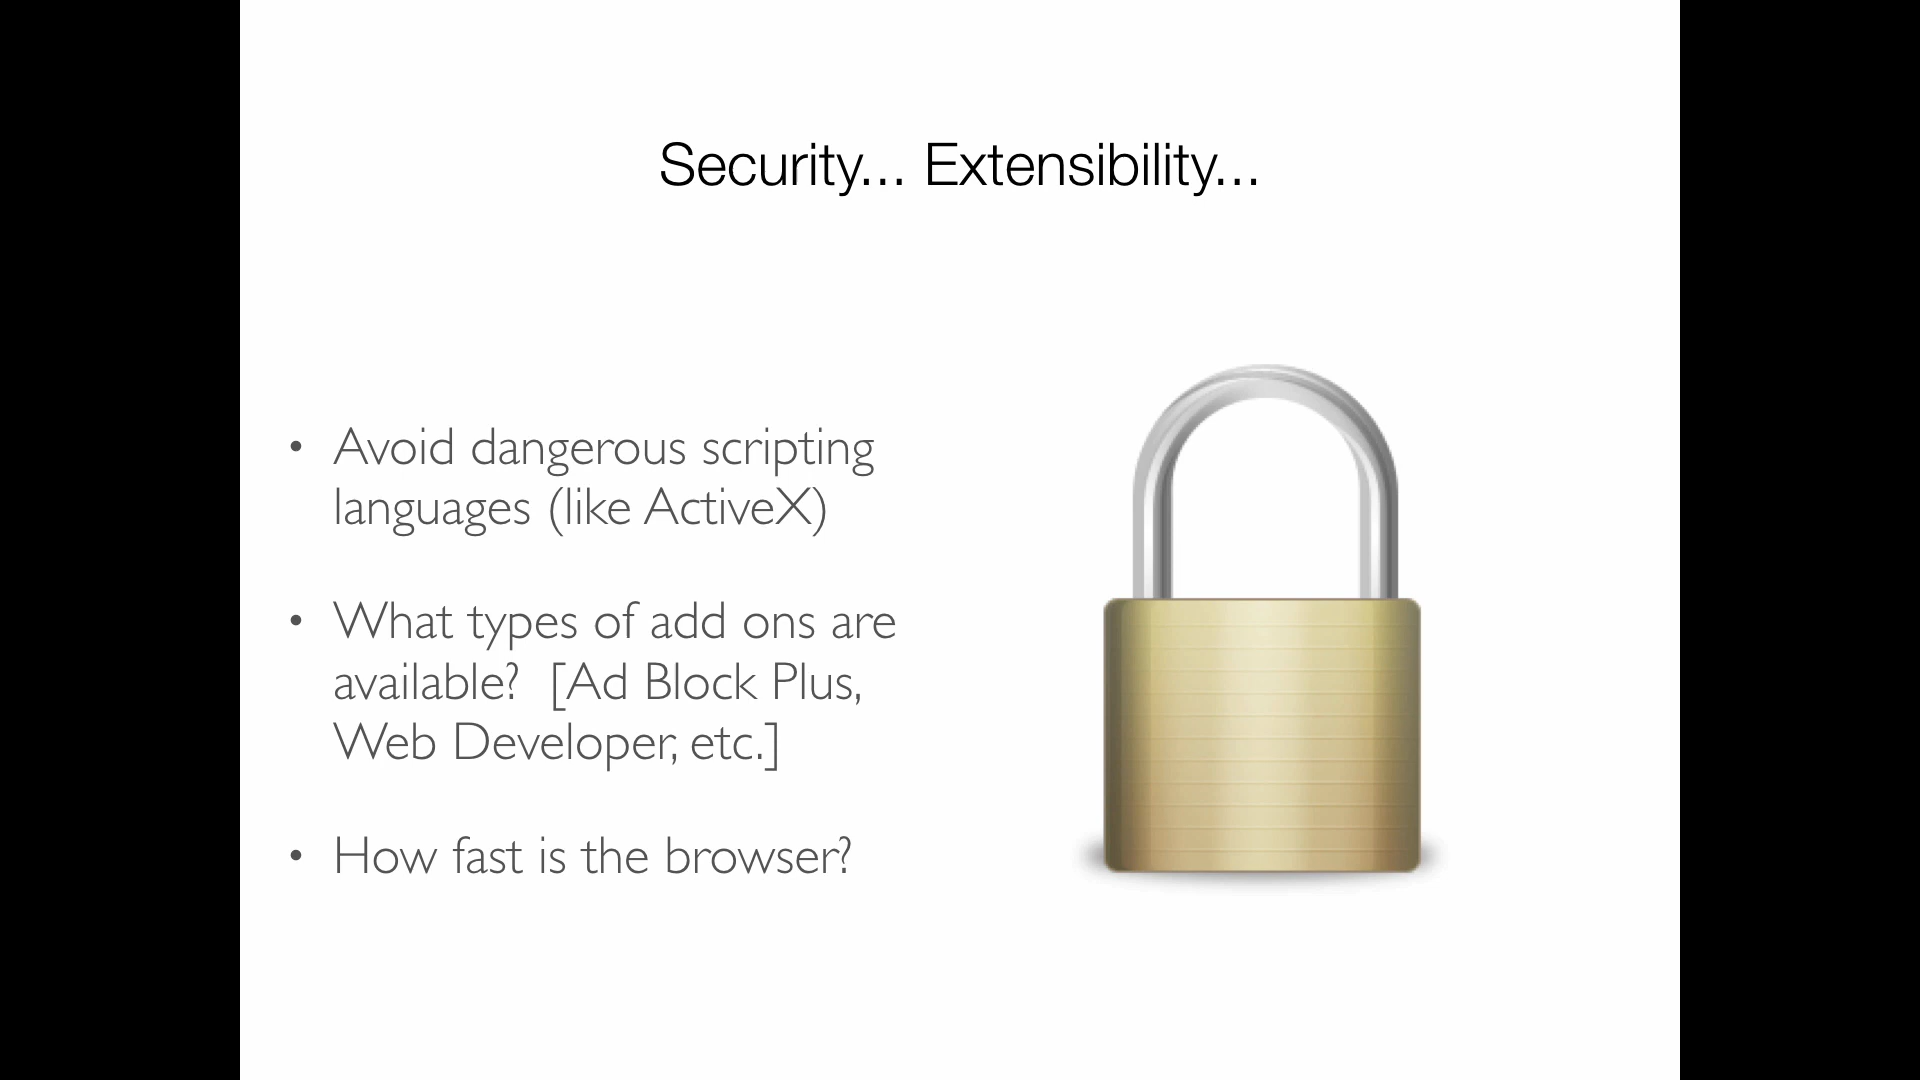 Security... Extensibility...
• Avoid dangerous scripting
languages (like ActiveX)
• What types of add ons are
available?  [Ad Block Plus,
Web Developer, etc.]
• How fast is the browser?